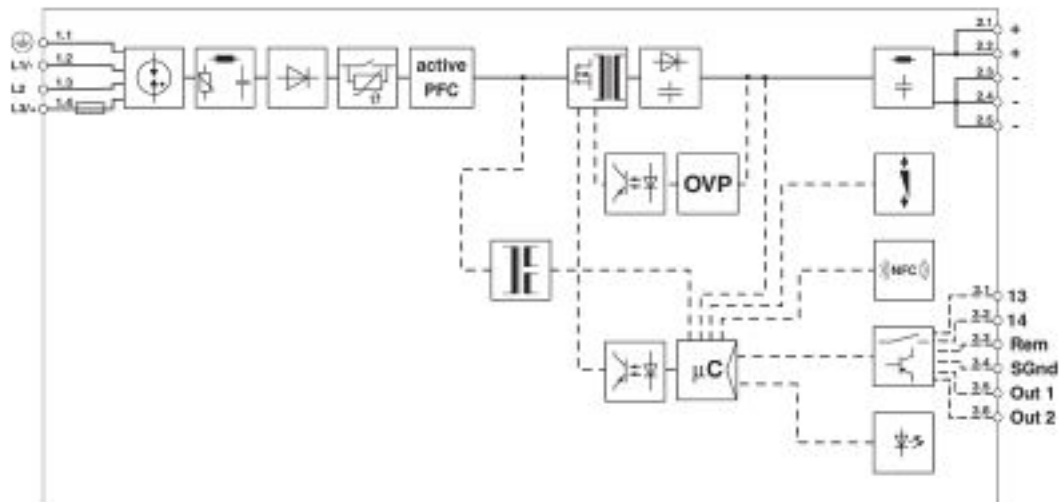 1.1
1.2
L1/-
1.3
L2
1.4
L3/+
active
PFC
2.1
+
2.2
+
2.3
-
2.4
-
2.5
-
OVP
NFC
3.1
13
3.2
14
3.3
Rem
3.4
SGnd
3.5
Out 1
3.6
Out 2
µC
ϑ